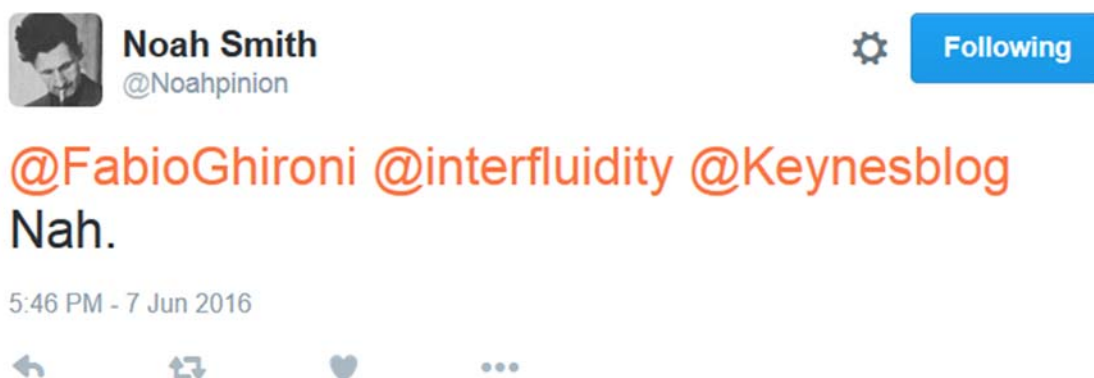 Noah Smith
@Noahpinion
Following
@FabioGhironi @interfluidity @Keynesblog
Nah.
5:46 PM - 7 Jun 2016